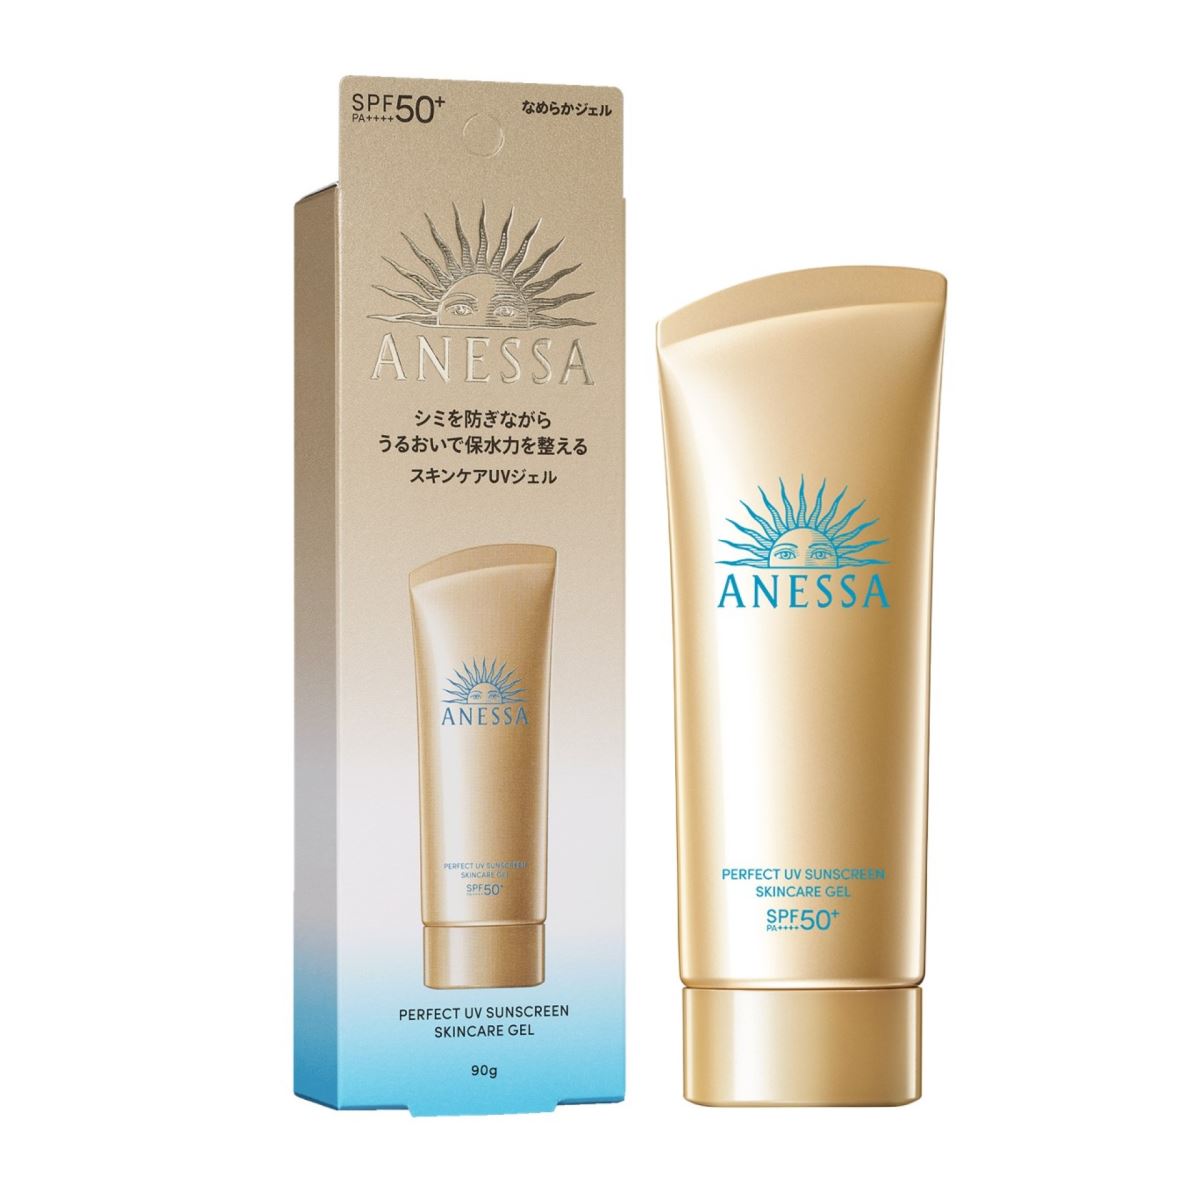 SPF50+
PA++++
なめらかジェル
ANESSA
シミを防ぎながら
うるおいで保水力を整える
スキンケアUVジェル
ANESSA
PERFECT UV SUNSCREEN
SKINCARE GEL
SPF50+
PA++++
PERFECT UV SUNSCREEN
SKINCARE GEL
90g
ANESSA
PERFECT UV SUNSCREEN
SKINCARE GEL
SPF50+
PA++++